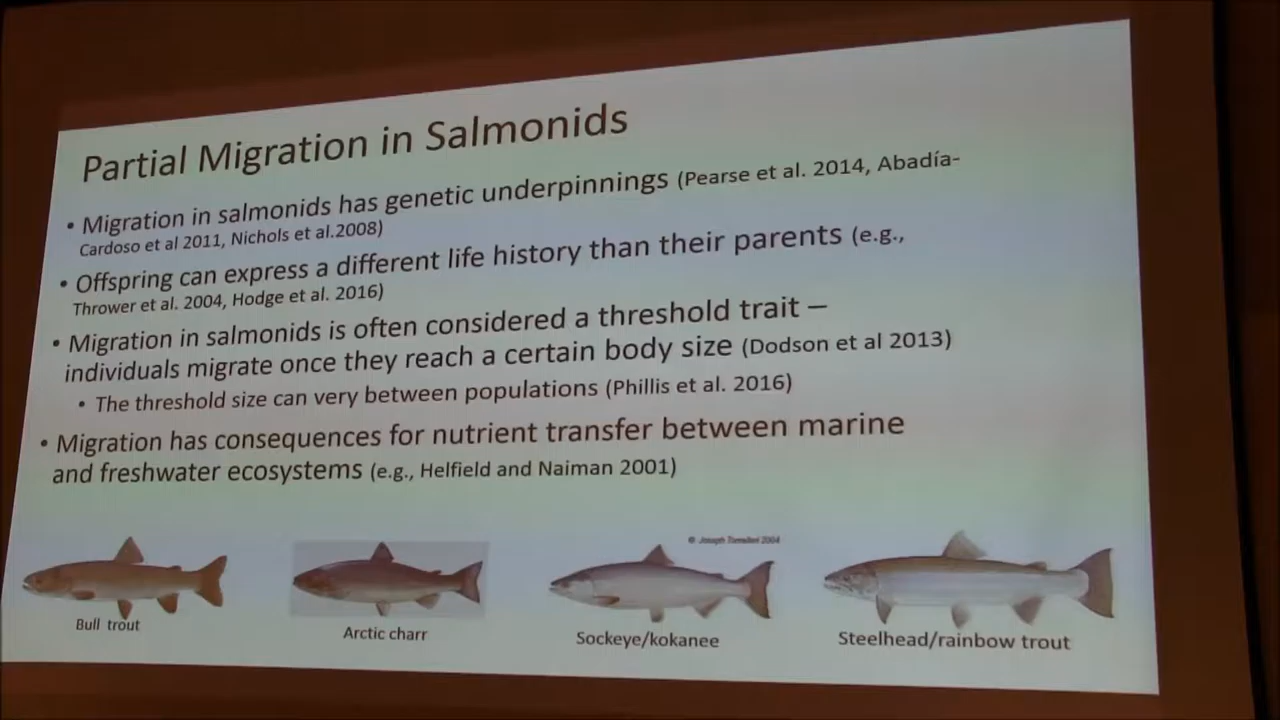 Partial Migration in Salmonids
• Migration in salmonids has genetic underpinnings (Pearse et al. 2014, Abadía-
Cardoso et al 2011, Nichols et al.2008)
• Offspring can express a different life history than their parents (e.g.,
Thrower et al. 2004, Hodge et al. 2016)
• Migration in salmonids is often considered a threshold trait –
individuals migrate once they reach a certain body size (Dodson et al 2013)
• The threshold size can very between populations (Phillis et al. 2016)
• Migration has consequences for nutrient transfer between marine
and freshwater ecosystems (e.g., Helfield and Naiman 2001)
© Joseph Tomelleri 2004
Bull trout
Arctic charr
Sockeye/kokanee
Steelhead/rainbow trout